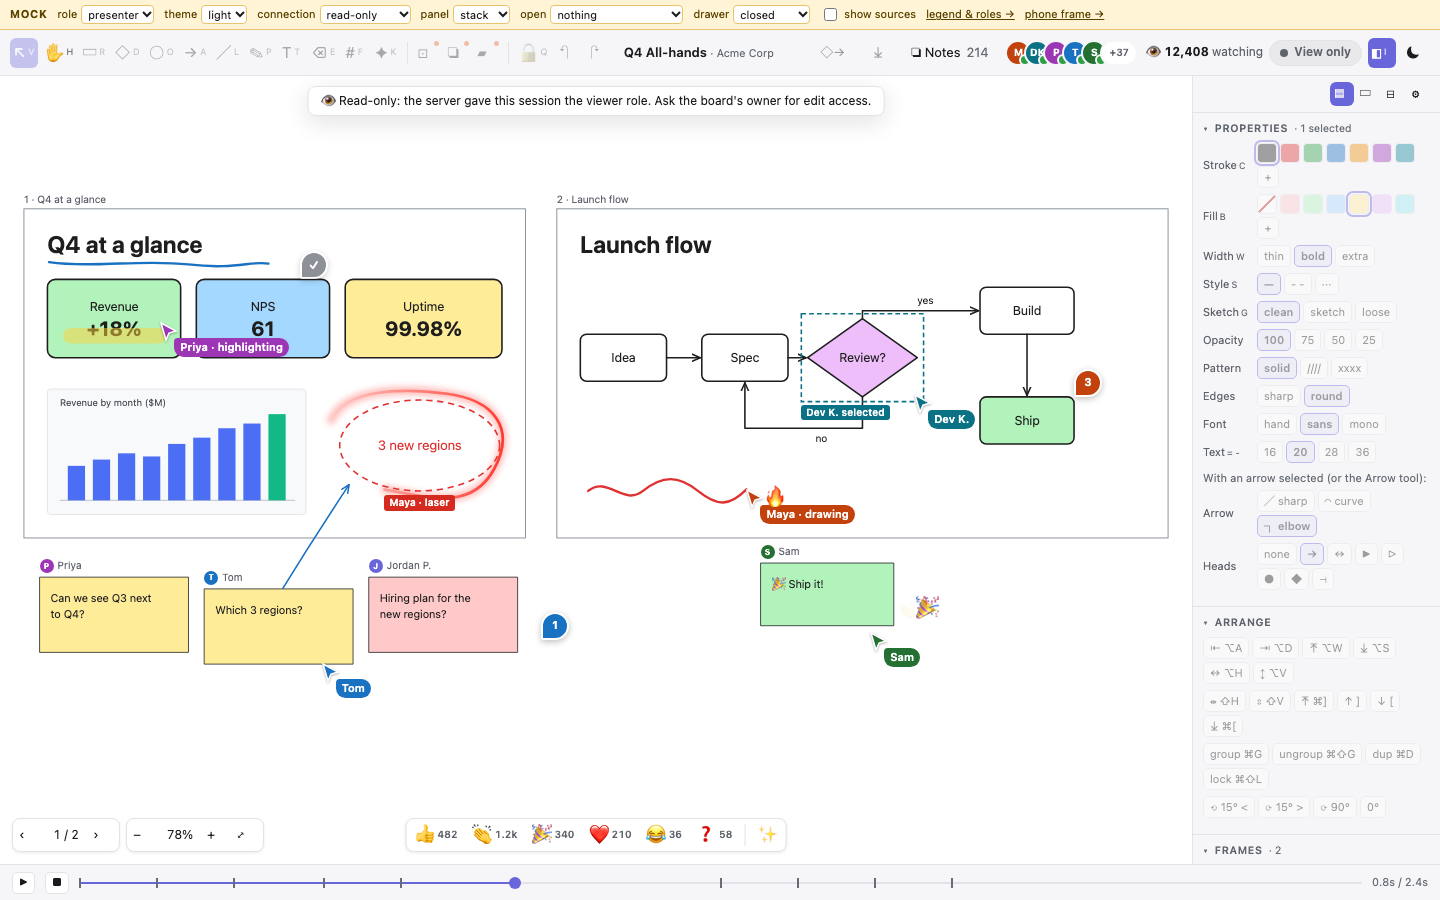 MOCK role presenter theme light connection read-only panel stack open nothing drawer closed show sources legend & roles → phone frame →
V H R D O A L P T E F K Q Q4 All-hands · Acme Corp Notes 214 M DK P T S +37 12,408 watching View only
Read-only: the server gave this session the viewer role. Ask the board's owner for edit access.
1 · Q4 at a glance
Q4 at a glance
Revenue
+18%
NPS
61
Uptime
99.98%
Priya · highlighting
Revenue by month ($M)
3 new regions
Maya · laser
P Priya
Can we see Q3 next
to Q4?
T Tom
Which 3 regions?
J Jordan P.
Hiring plan for the
new regions?
1
Tom
2 · Launch flow
Launch flow
Idea
Spec
Review?
yes
Build
3
Ship
Dev K. selected
Dev K.
no
Maya · drawing
S Sam
🎉 Ship it!
Sam
PROPERTIES · 1 selected
Stroke C
+
Fill B
+
Width W thin bold extra
Style S
Sketch G clean sketch loose
Opacity 100 75 50 25
Pattern solid //// xxxx
Edges sharp round
Font hand sans mono
Text = - 16 20 28 36
With an arrow selected (or the Arrow tool):
Arrow sharp curve
elbow
Heads none
ARRANGE
⌥A ⌥D ⌥W ⌥S
⌥H ⌥V
⇧H ⇧V ⌘] ↑ ] ↓ [
⌘[
group ⌘G ungroup ⌘⇧G dup ⌘D
lock ⌘⇧L
15° < 15° > 90° 0°
FRAMES · 2
‹ 1 / 2 › − 78% +
482 1.2k 340 210 36 58
0.8s / 2.4s